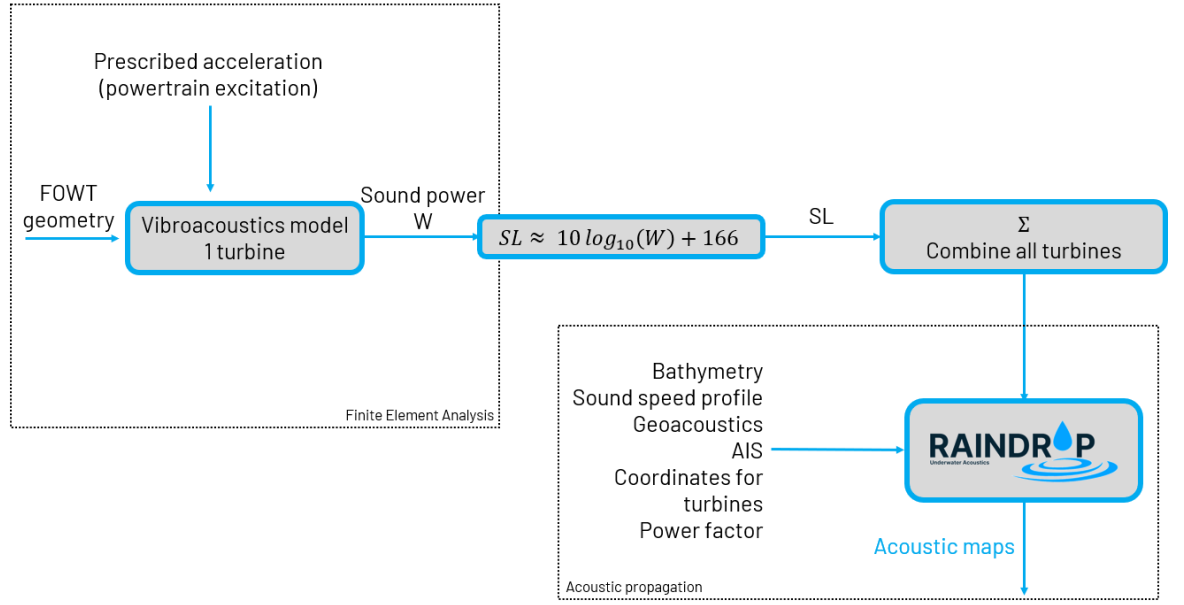 Prescribed acceleration
(powertrain excitation)
FOWT
geometry
Vibroacoustics model
1 turbine
Sound power
W
SL ≈ 10 log₁₀(W) + 166
SL
Σ
Combine all turbines
Finite Element Analysis
Bathymetry
Sound speed profile
Geoacoustics
AIS
Coordinates for
turbines
Power factor
RAINDROP
Underwater Acoustics
Acoustic maps
Acoustic propagation